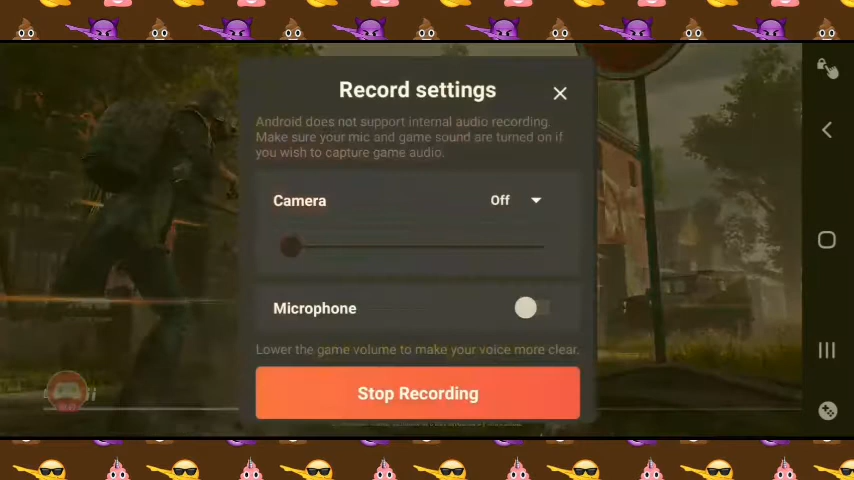 Record settings
Android does not support internal audio recording.
Make sure your mic and game sound are turned on if
you wish to capture game audio.
Camera
Off
Microphone
Lower the game volume to make your voice more clear.
Stop Recording